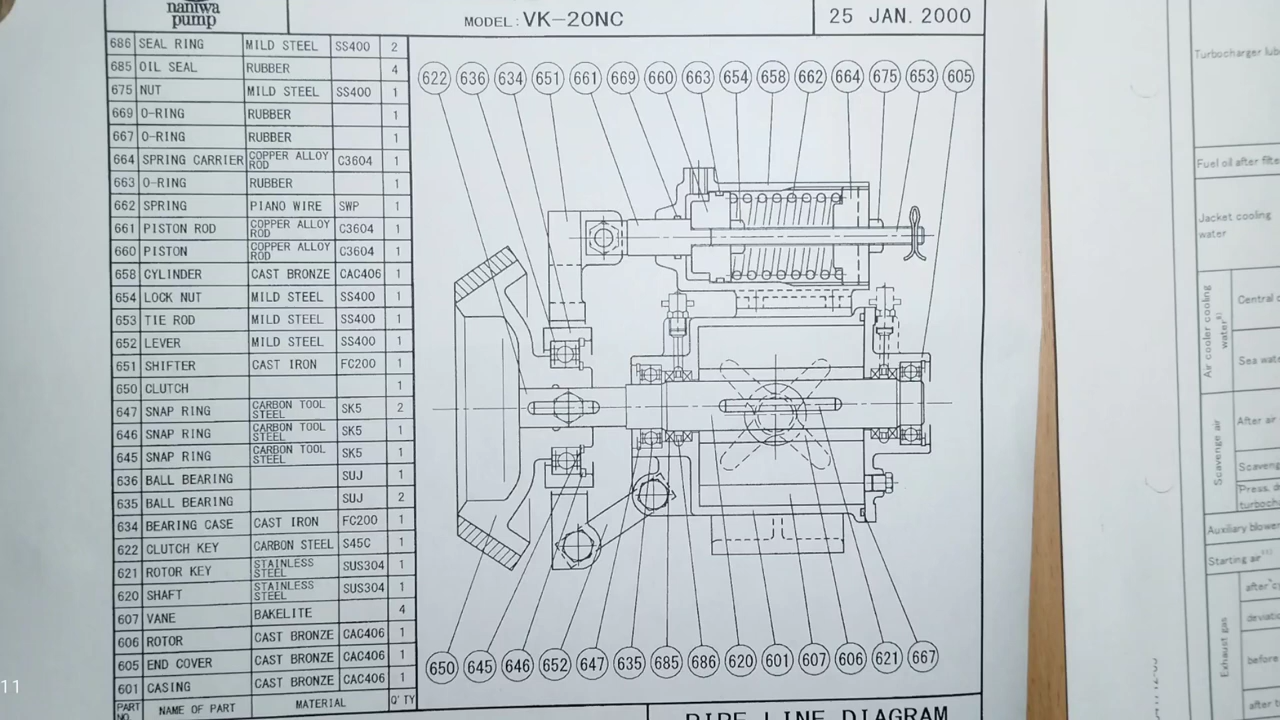 naniwa
pump
MODEL: VK-20NC
25 JAN. 2000
686 SEAL RING MILD STEEL SS400 2
685 OIL SEAL RUBBER 4
675 NUT MILD STEEL SS400 1
669 O-RING RUBBER 1
667 O-RING RUBBER 1
664 SPRING CARRIER COPPER ALLOY ROD C3604 1
663 O-RING RUBBER 1
662 SPRING PIANO WIRE SWP 1
661 PISTON ROD COPPER ALLOY ROD C3604 1
660 PISTON COPPER ALLOY ROD C3604 1
658 CYLINDER CAST BRONZE CAC406 1
654 LOCK NUT MILD STEEL SS400 1
653 TIE ROD MILD STEEL SS400 1
652 LEVER MILD STEEL SS400 1
651 SHIFTER CAST IRON FC200 1
650 CLUTCH 1
647 SNAP RING CARBON TOOL STEEL SK5 2
646 SNAP RING CARBON TOOL STEEL SK5 1
645 SNAP RING CARBON TOOL STEEL SK5 1
636 BALL BEARING SUJ 1
635 BALL BEARING SUJ 2
634 BEARING CASE CAST IRON FC200 1
622 CLUTCH KEY CARBON STEEL S45C 1
621 ROTOR KEY STAINLESS STEEL SUS304 1
620 SHAFT STAINLESS STEEL SUS304 1
607 VANE BAKELITE 4
606 ROTOR CAST BRONZE CAC406 1
605 END COVER CAST BRONZE CAC406 1
601 CASING CAST BRONZE CAC406 1
PART NO. NAME OF PART MATERIAL Q'TY
622 636 634 651 661 669 660 663 654 658 662 664 675 653 605
650 645 646 652 647 635 685 686 620 601 607 606 621 667
PIPE LINE DIAGRAM
11
Turbocharger
Fuel oil after
Jacket cooling
water
Air cooler cooling
water
Central
Sea
Scavenge air
After air
Press.
Auxiliary
Starting air
Exhaust gas
before
after